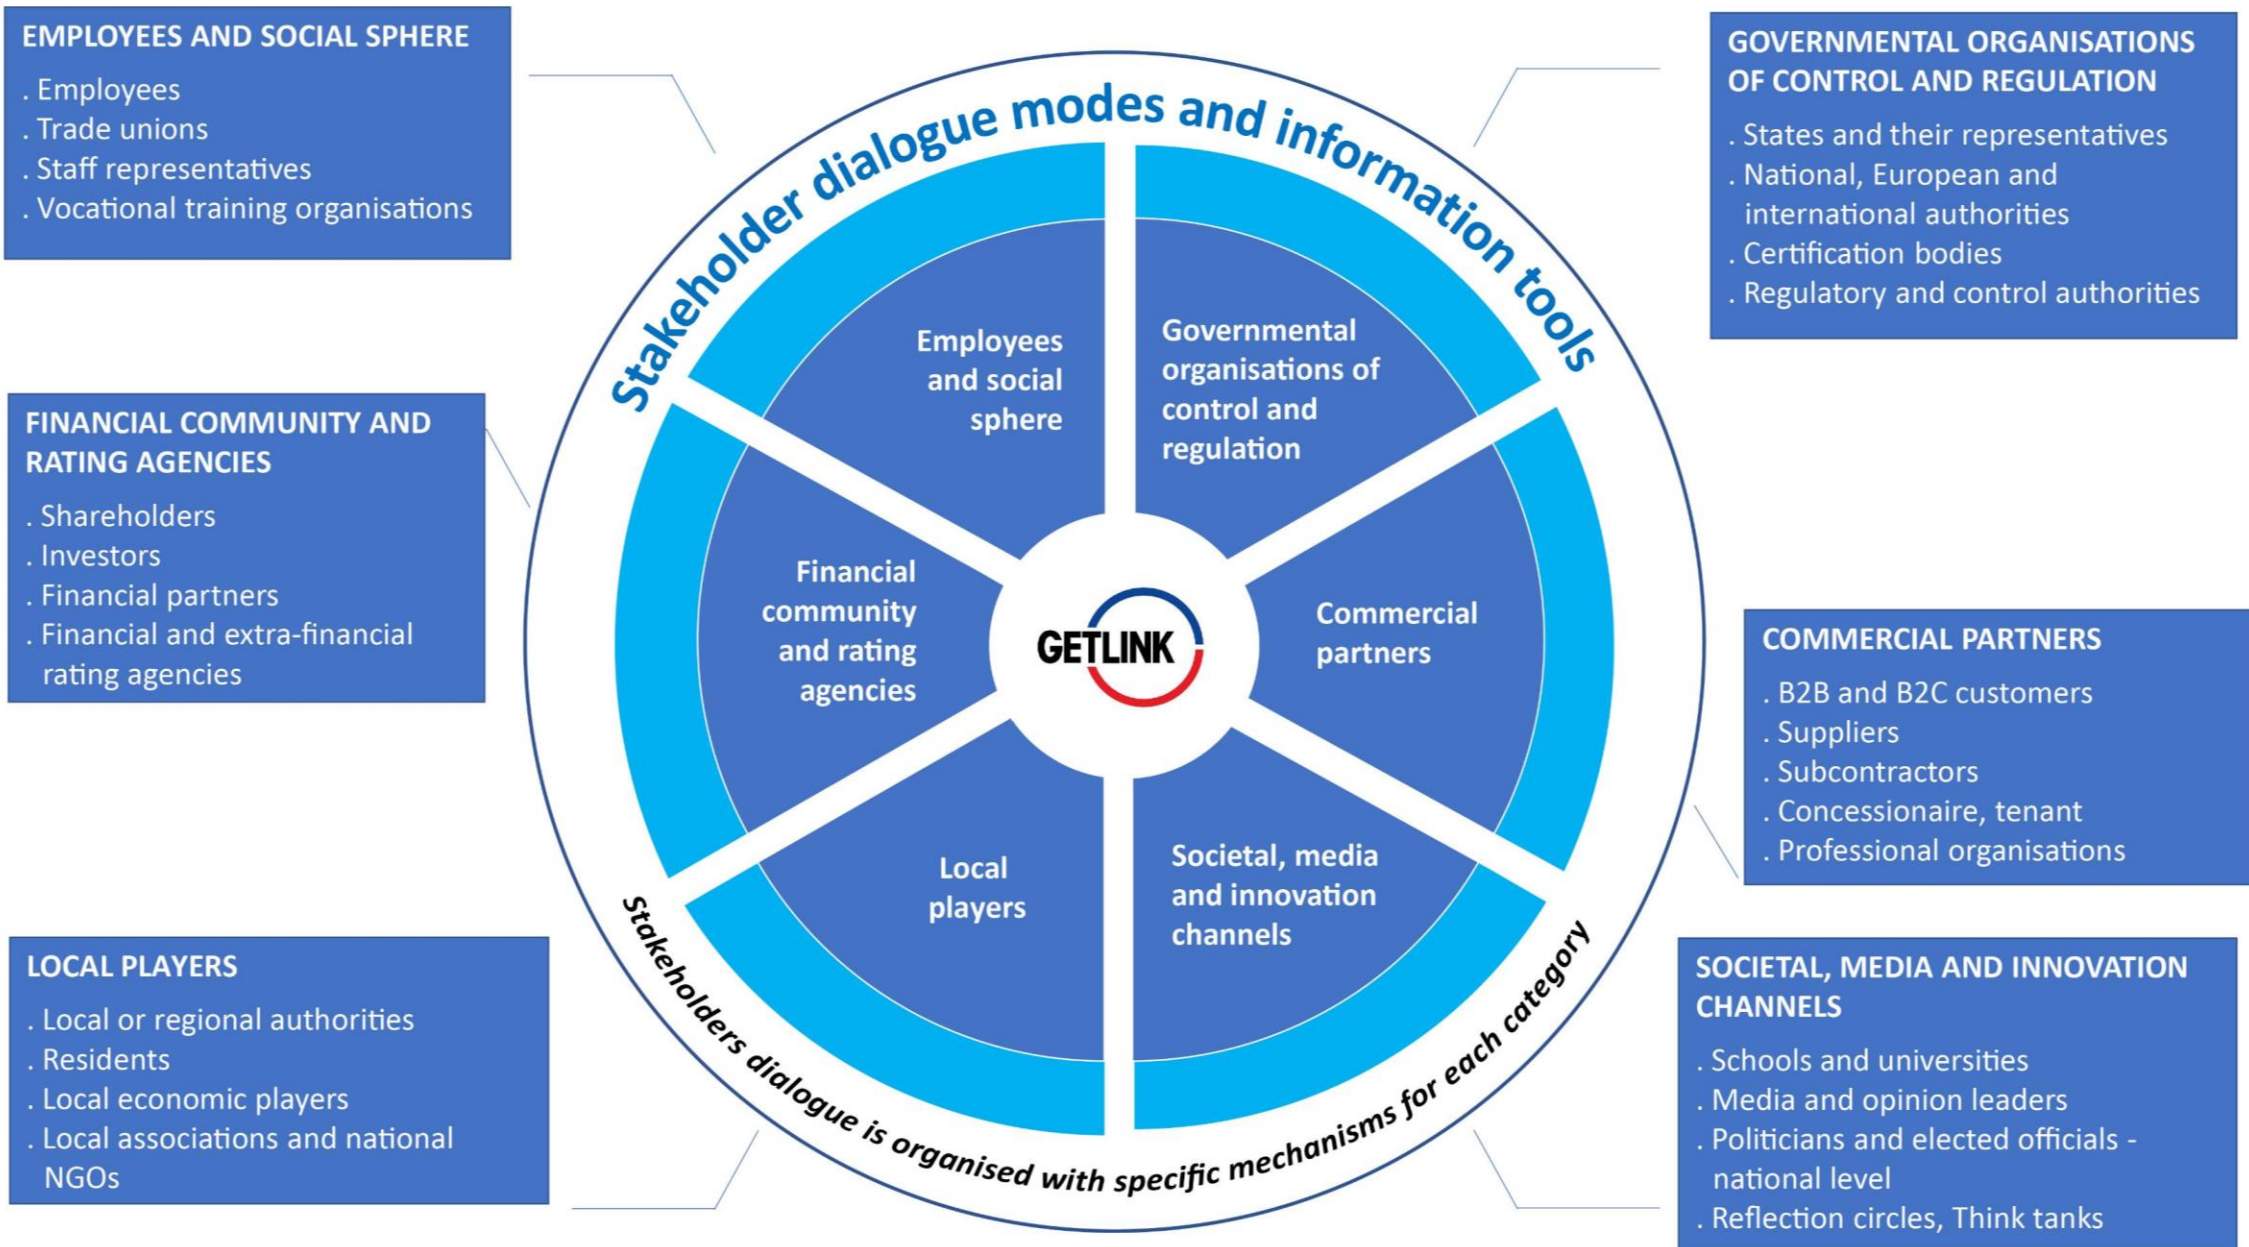 EMPLOYEES AND SOCIAL SPHERE
. Employees
. Trade unions
. Staff representatives
. Vocational training organisations
FINANCIAL COMMUNITY AND
RATING AGENCIES
. Shareholders
. Investors
. Financial partners
. Financial and extra-financial
rating agencies
LOCAL PLAYERS
. Local or regional authorities
. Residents
. Local economic players
. Local associations and national
NGOs
Stakeholder dialogue modes and information tools
Employees
and social
sphere
Governmental
organisations of
control and
regulation
Financial
community
and rating
agencies
GETLINK
Commercial
partners
Local
players
Societal, media
and innovation
channels
Stakeholders dialogue is organised with specific mechanisms for each category
GOVERNMENTAL ORGANISATIONS
OF CONTROL AND REGULATION
. States and their representatives
. National, European and
international authorities
. Certification bodies
. Regulatory and control authorities
COMMERCIAL PARTNERS
. B2B and B2C customers
. Suppliers
. Subcontractors
. Concessionaire, tenant
. Professional organisations
SOCIETAL, MEDIA AND INNOVATION
CHANNELS
. Schools and universities
. Media and opinion leaders
. Politicians and elected officials -
national level
. Reflection circles, Think tanks